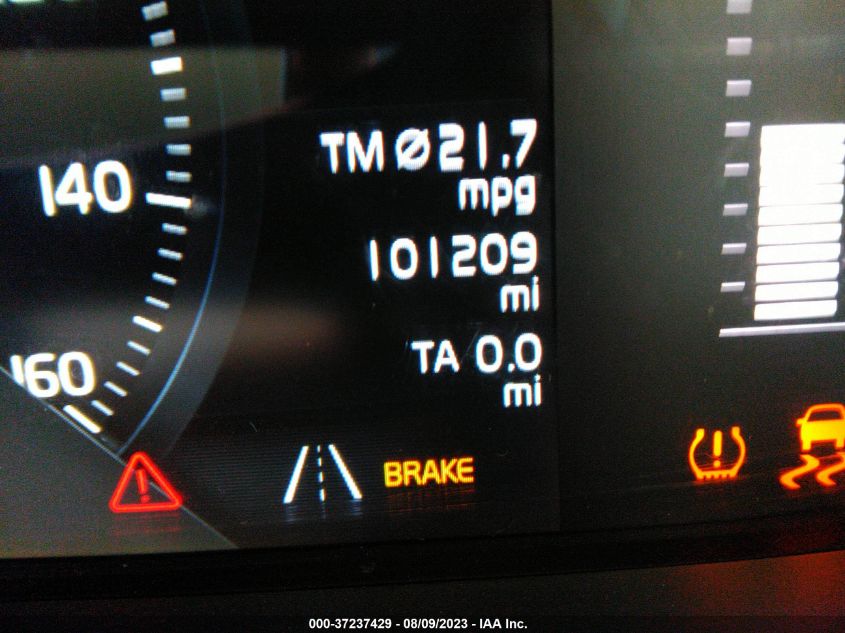 TM Ø21.7
mpg
140
101209
mi
TA 0.0
mi
160
BRAKE
000-37237429 - 08/09/2023 - IAA Inc.